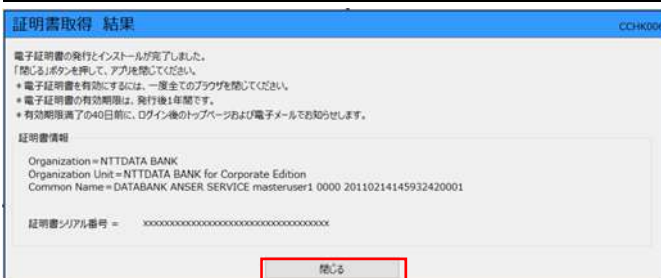 証明書取得 結果
CCHK006
電子証明書の発行とインストールが完了しました。
「閉じる」ボタンを押して、アプリを閉じてください。
*電子証明書を有効にするには、一度全てのブラウザを閉じてください。
*電子証明書の有効期限は、発行後1年間です。
*有効期限満了の40日前に、ログイン後のトップページおよび電子メールでお知らせします。
証明書情報
Organization=NTTDATA BANK
Organization Unit=NTTDATA BANK for Corporate Edition
Common Name=DATABANK ANSER SERVICE masteruser1 0000 20110214145932420001
証明書シリアル番号 = xxxxxxxxxxxxxxxxxxxxxxxxxxxxxxxxxxx
閉じる